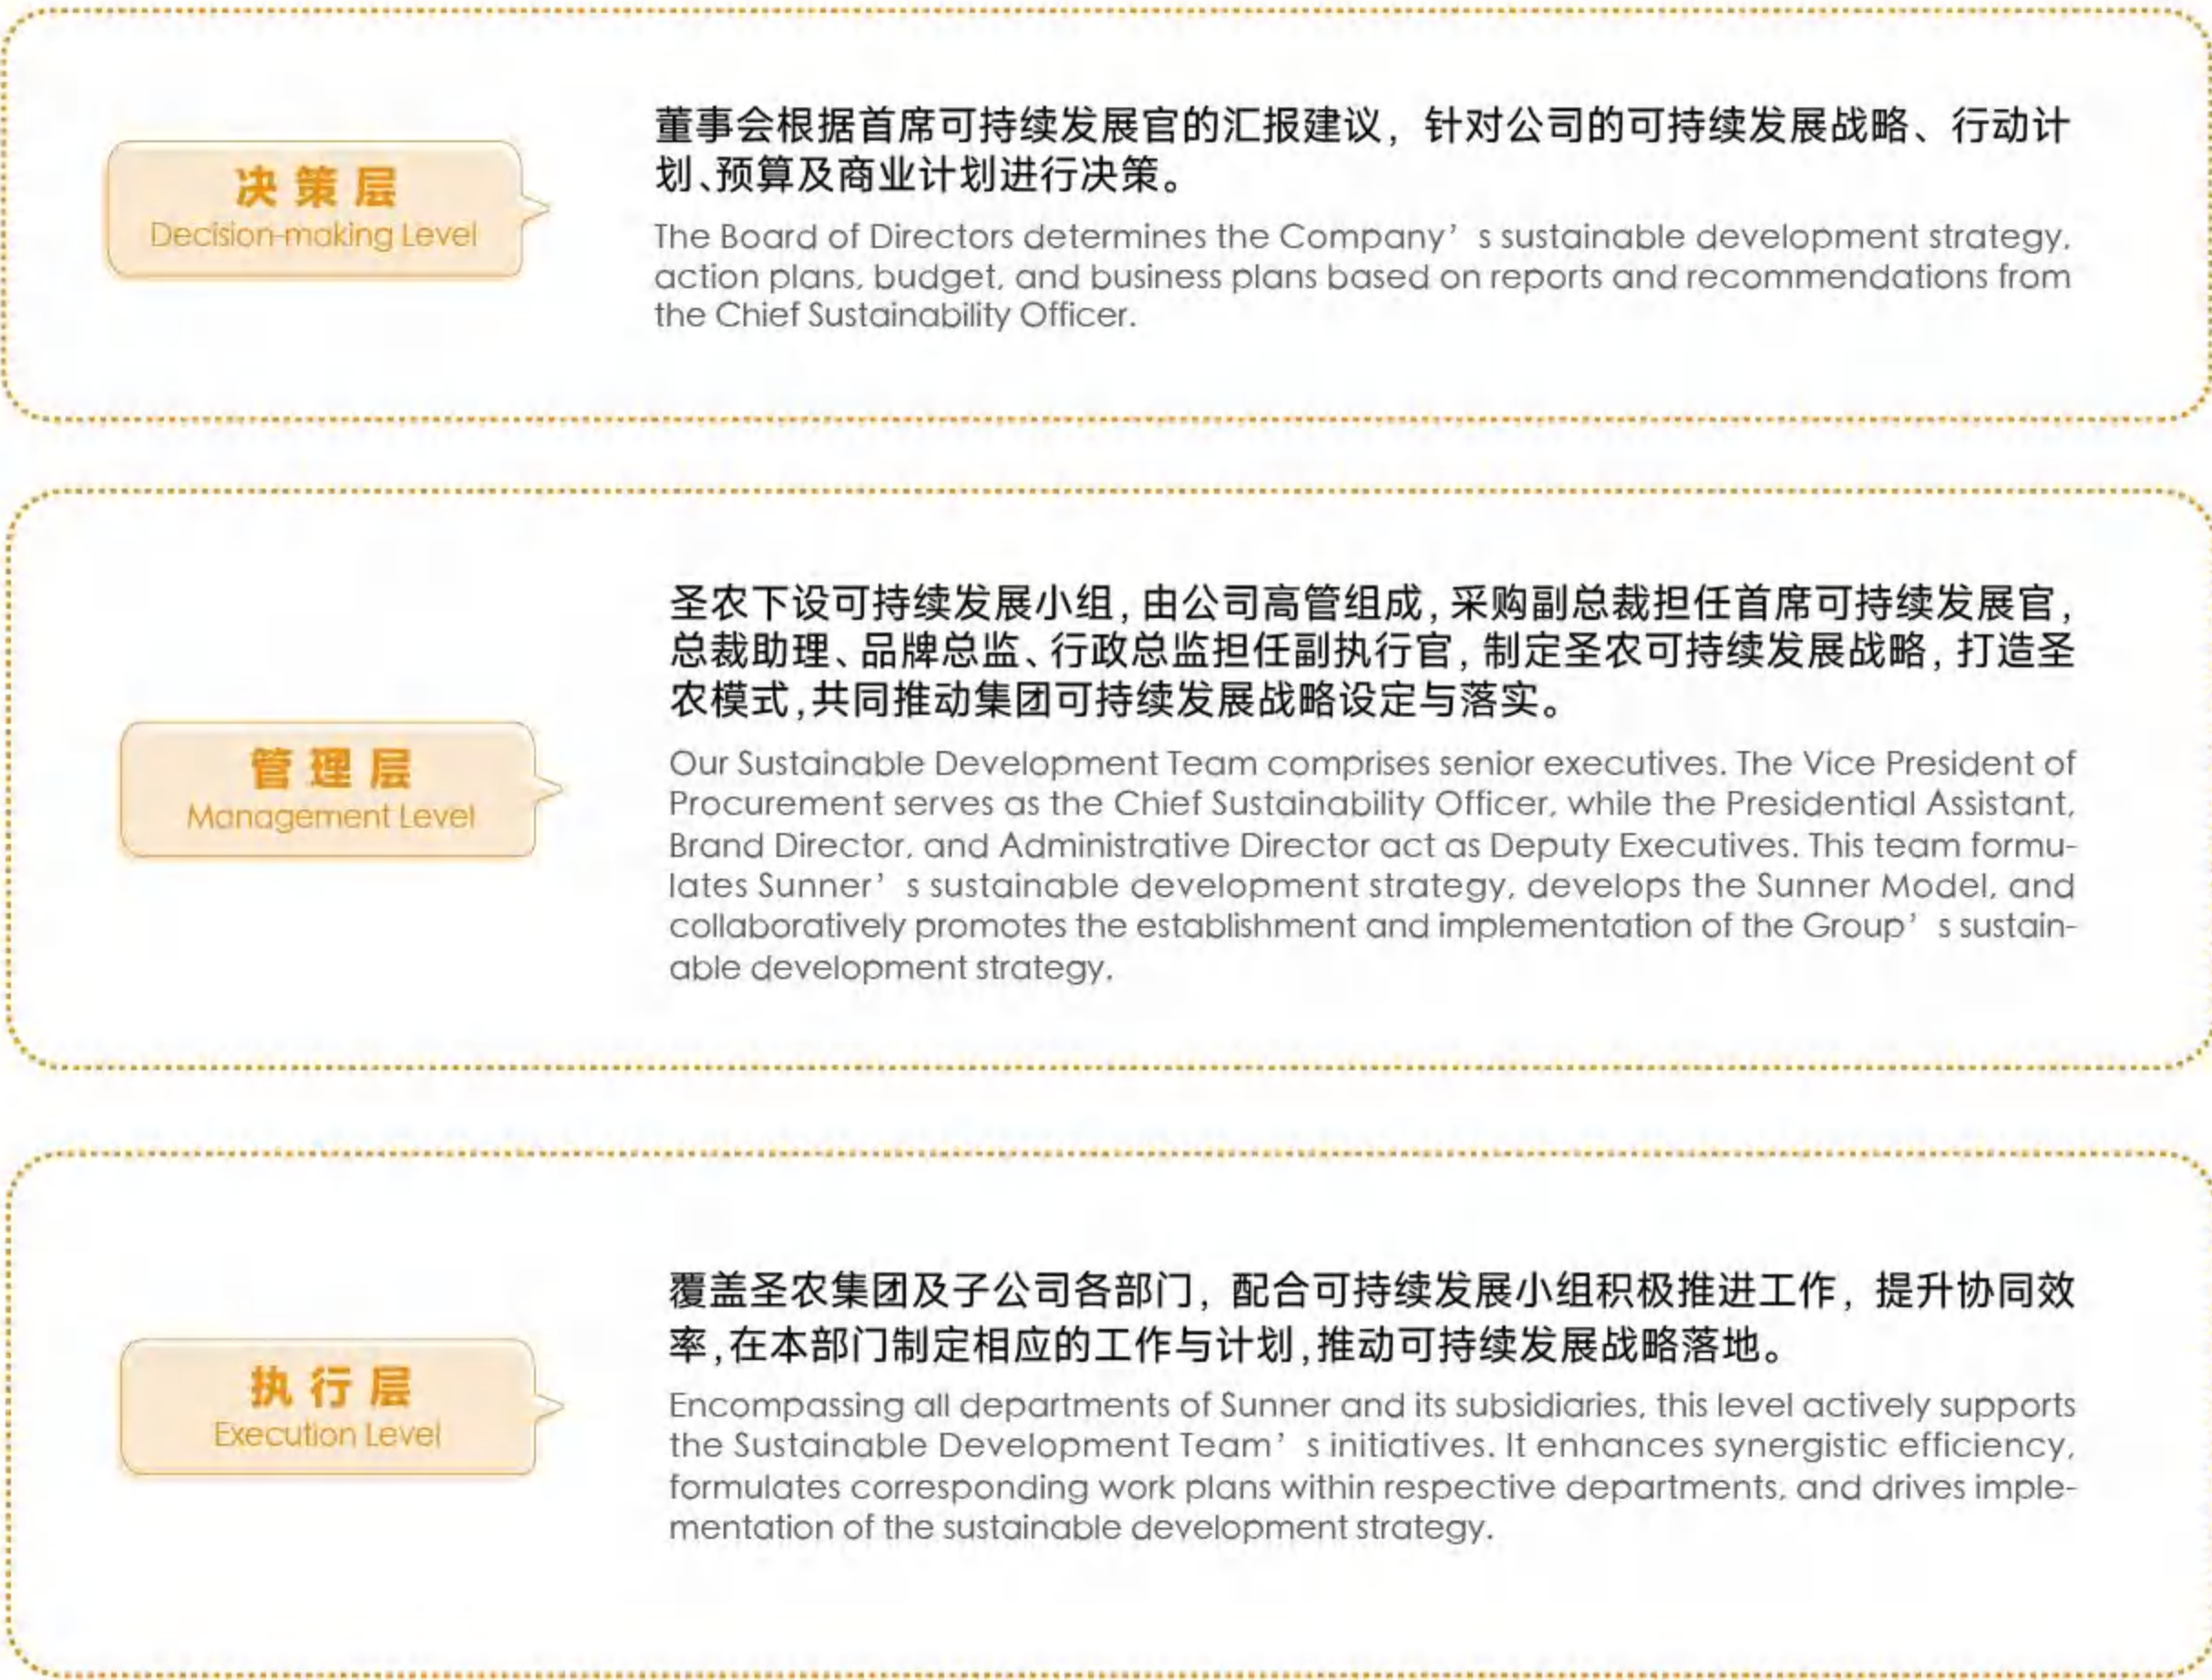 决策层
Decision-making Level
董事会根据首席可持续发展官的汇报建议，针对公司的可持续发展战略、行动计
划、预算及商业计划进行决策。
The Board of Directors determines the Company’s sustainable development strategy,
action plans, budget, and business plans based on reports and recommendations from
the Chief Sustainability Officer.
管理层
Management Level
圣农下设可持续发展小组，由公司高管组成，采购副总裁担任首席可持续发展官，
总裁助理、品牌总监、行政总监担任副执行官，制定圣农可持续发展战略，打造圣
农模式，共同推动集团可持续发展战略设定与落实。
Our Sustainable Development Team comprises senior executives. The Vice President of
Procurement serves as the Chief Sustainability Officer, while the Presidential Assistant,
Brand Director, and Administrative Director act as Deputy Executives. This team formu-
lates Sunner’s sustainable development strategy, develops the Sunner Model, and
collaboratively promotes the establishment and implementation of the Group’s sustain-
able development strategy.
执行层
Execution Level
覆盖圣农集团及子公司各部门，配合可持续发展小组积极推进工作，提升协同效
率，在本部门制定相应的工作与计划，推动可持续发展战略落地。
Encompassing all departments of Sunner and its subsidiaries, this level actively supports
the Sustainable Development Team’s initiatives. It enhances synergistic efficiency,
formulates corresponding work plans within respective departments, and drives imple-
mentation of the sustainable development strategy.